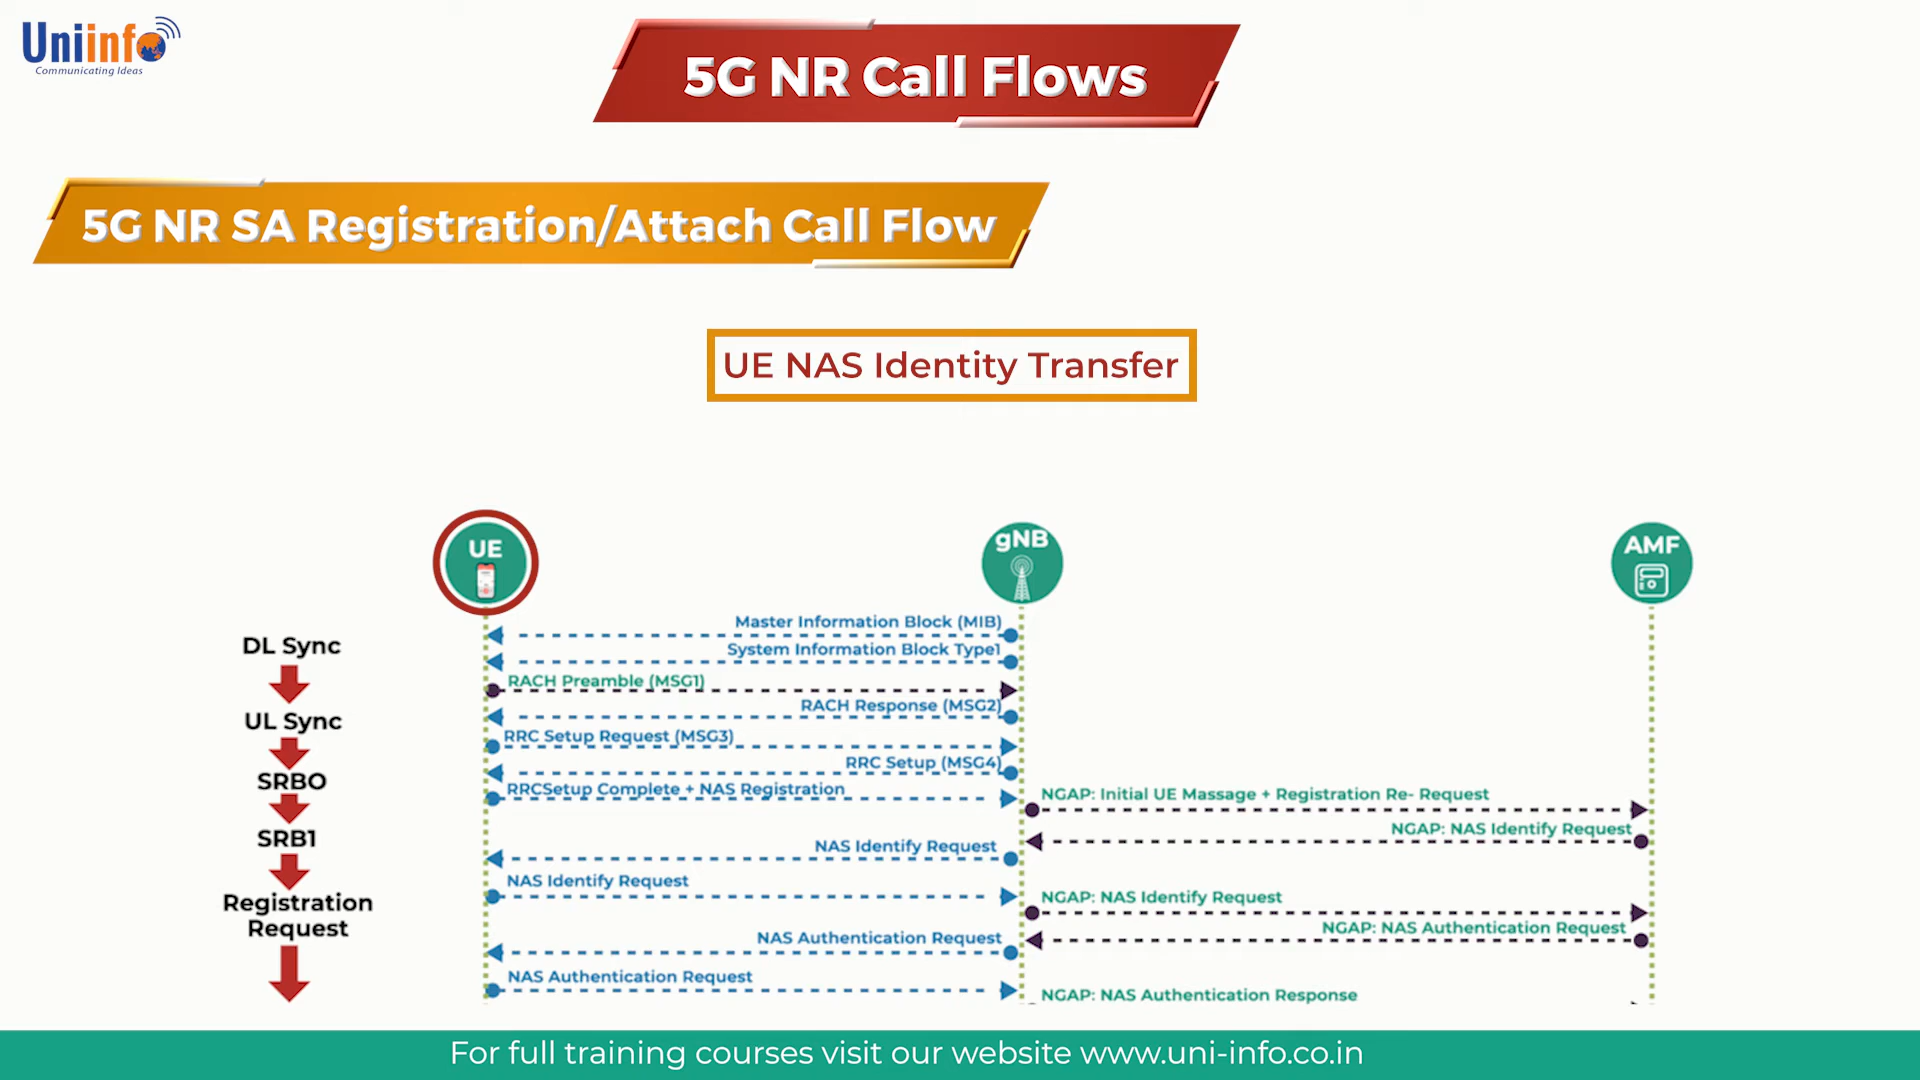 Uniinfo
Communicating Ideas
5G NR Call Flows
5G NR SA Registration/Attach Call Flow
UE NAS Identity Transfer
UE
gNB
AMF
DL Sync
UL Sync
SRBO
SRB1
Registration
Request
Master Information Block (MIB)
System Information Block Type1
RACH Preamble (MSG1)
RACH Response (MSG2)
RRC Setup Request (MSG3)
RRC Setup (MSG4)
RRCSetup Complete + NAS Registration
NGAP: Initial UE Massage + Registration Re- Request
NGAP: NAS Identify Request
NAS Identify Request
NAS Identify Request
NGAP: NAS Identify Request
NGAP: NAS Authentication Request
NAS Authentication Request
NAS Authentication Request
NGAP: NAS Authentication Response
For full training courses visit our website www.uni-info.co.in